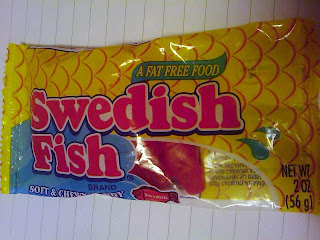 A FAT FREE FOOD
Swedish
Fish
BRAND
SOFT & CHEWY CANDY
NET WT
2 OZ
(56 g)